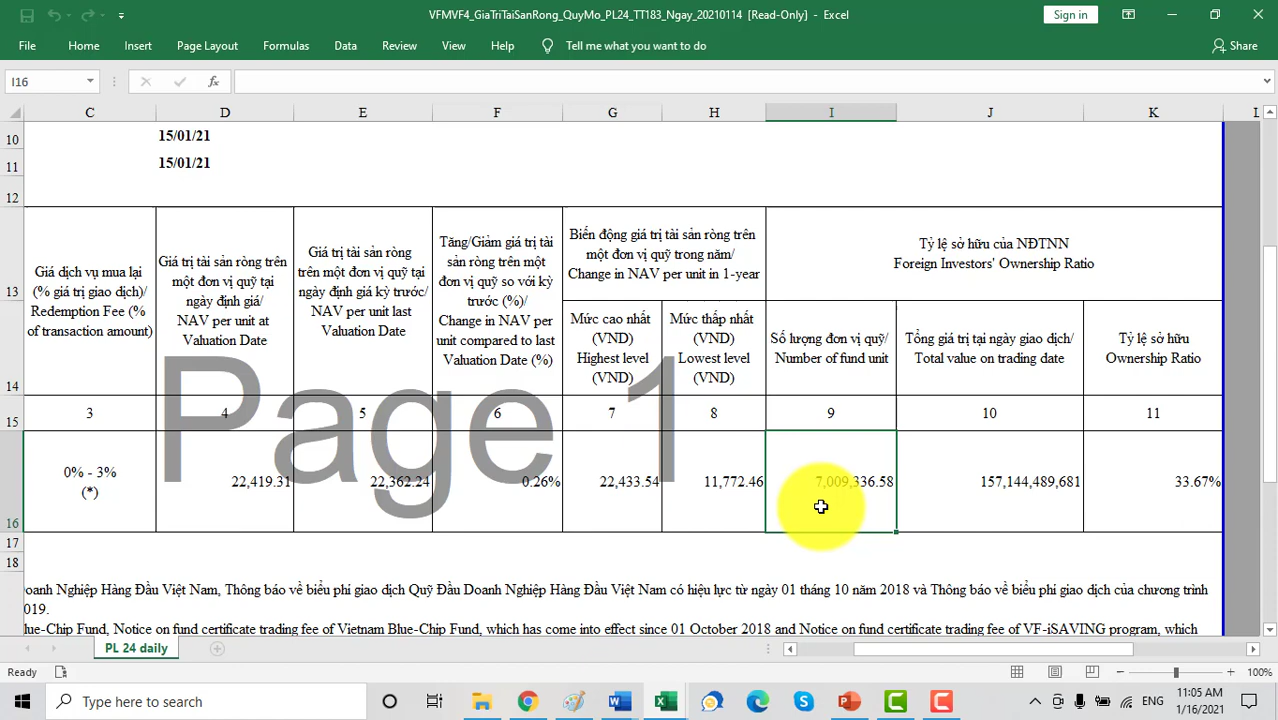 VFMVF4_GiaTriTaiSanRong_QuyMo_PL24_TT183_Ngay_20210114 [Read-Only] - Excel
Sign in
File Home Insert Page Layout Formulas Data Review View Help Tell me what you want to do Share
I16 fx
C D E F G H I J K L
10 15/01/21
11 15/01/21
12
13
Giá dịch vụ mua lại
(% giá trị giao dịch)/
Redemption Fee (%
of transaction amount)
Giá trị tài sản ròng trên
một đơn vị quỹ tại
ngày định giá/
NAV per unit at
Valuation Date
Giá trị tài sản ròng
trên một đơn vị quỹ tại
ngày định giá kỳ trước/
NAV per unit last
Valuation Date
Tăng/Giảm giá trị tài
sản ròng trên một
đơn vị quỹ so với kỳ
trước (%)/
Change in NAV per
unit compared to last
Valuation Date (%)
Biến động giá trị tài sản ròng trên
một đơn vị quỹ trong năm/
Change in NAV per unit in 1-year
Tỷ lệ sở hữu của NĐTNN
Foreign Investors' Ownership Ratio
14
Mức cao nhất
(VND)
Highest level
(VND)
Mức thấp nhất
(VND)
Lowest level
(VND)
Số lượng đơn vị quỹ/
Number of fund unit
Tổng giá trị tại ngày giao dịch/
Total value on trading date
Tỷ lệ sở hữu
Ownership Ratio
15 3 4 5 6 7 8 9 10 11
Page 1
16
0% - 3%
(*)
22,419.31 22,362.24 0.26% 22,433.54 11,772.46 7,009,336.58 157,144,489,681 33.67%
17
18
oanh Nghiệp Hàng Đầu Việt Nam, Thông báo về biểu phí giao dịch Quỹ Đầu Doanh Nghiệp Hàng Đầu Việt Nam có hiệu lực từ ngày 01 tháng 10 năm 2018 và Thông báo về biểu phí giao dịch của chương trình
019.
lue-Chip Fund, Notice on fund certificate trading fee of Vietnam Blue-Chip Fund, which has come into effect since 01 October 2018 and Notice on fund certificate trading fee of VF-iSAVING program, which
PL 24 daily
Ready 100%
Type here to search
ENG
11:05 AM
1/16/2021